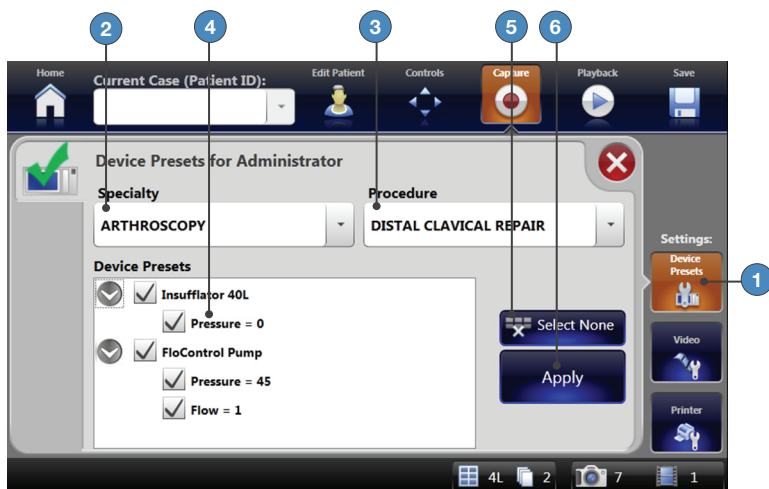 2 4 3 5 6
Home Edit Patient Controls Capture Playback Save
Current Case (Patient ID):
Device Presets for Administrator
Specialty Procedure
ARTHROSCOPY DISTAL CLAVICAL REPAIR
Settings:
Device
Presets
1
Device Presets
Insufflator 40L
Pressure = 0
Select None
FloControl Pump
Video
Pressure = 45
Apply
Flow = 1
Printer
4L 2 7 1